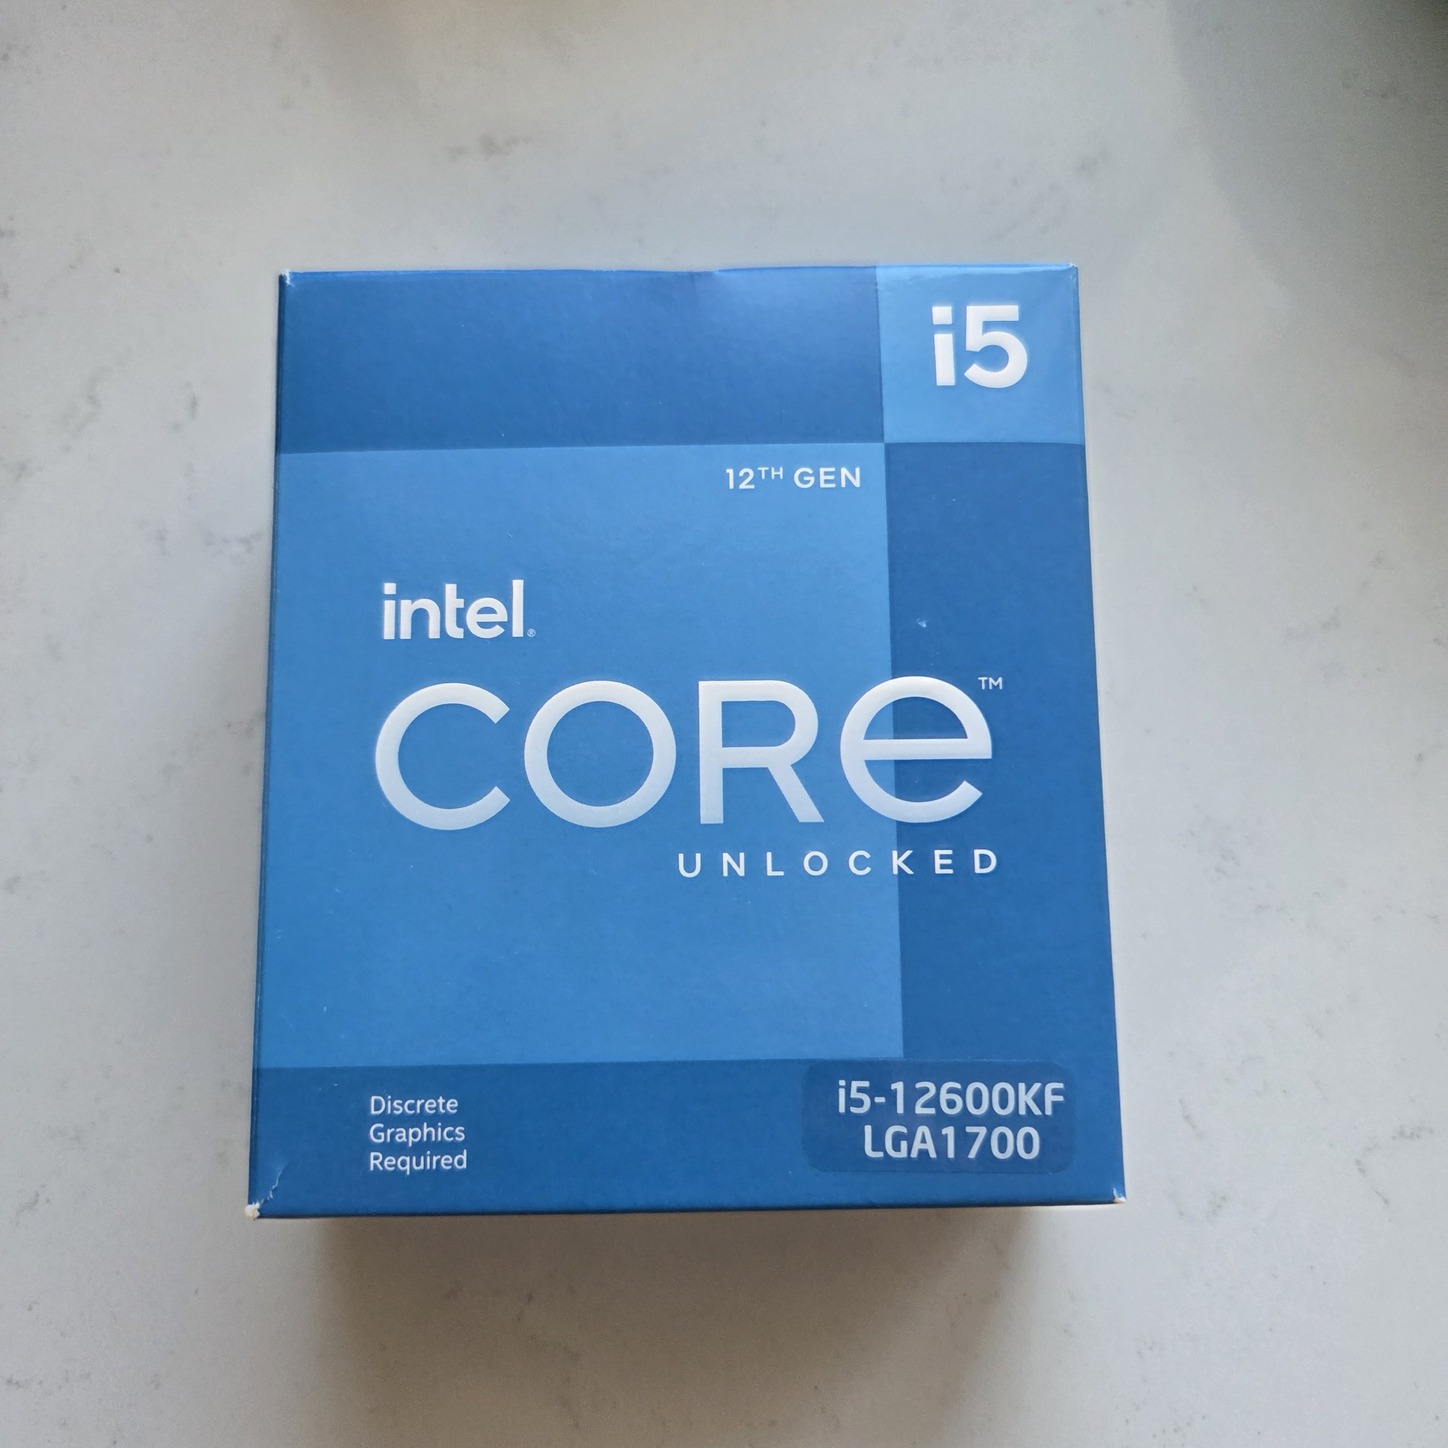 i5
12TH GEN
intel®
CORe™
UNLOCKED
Discrete
Graphics
Required
i5-12600KF
LGA1700